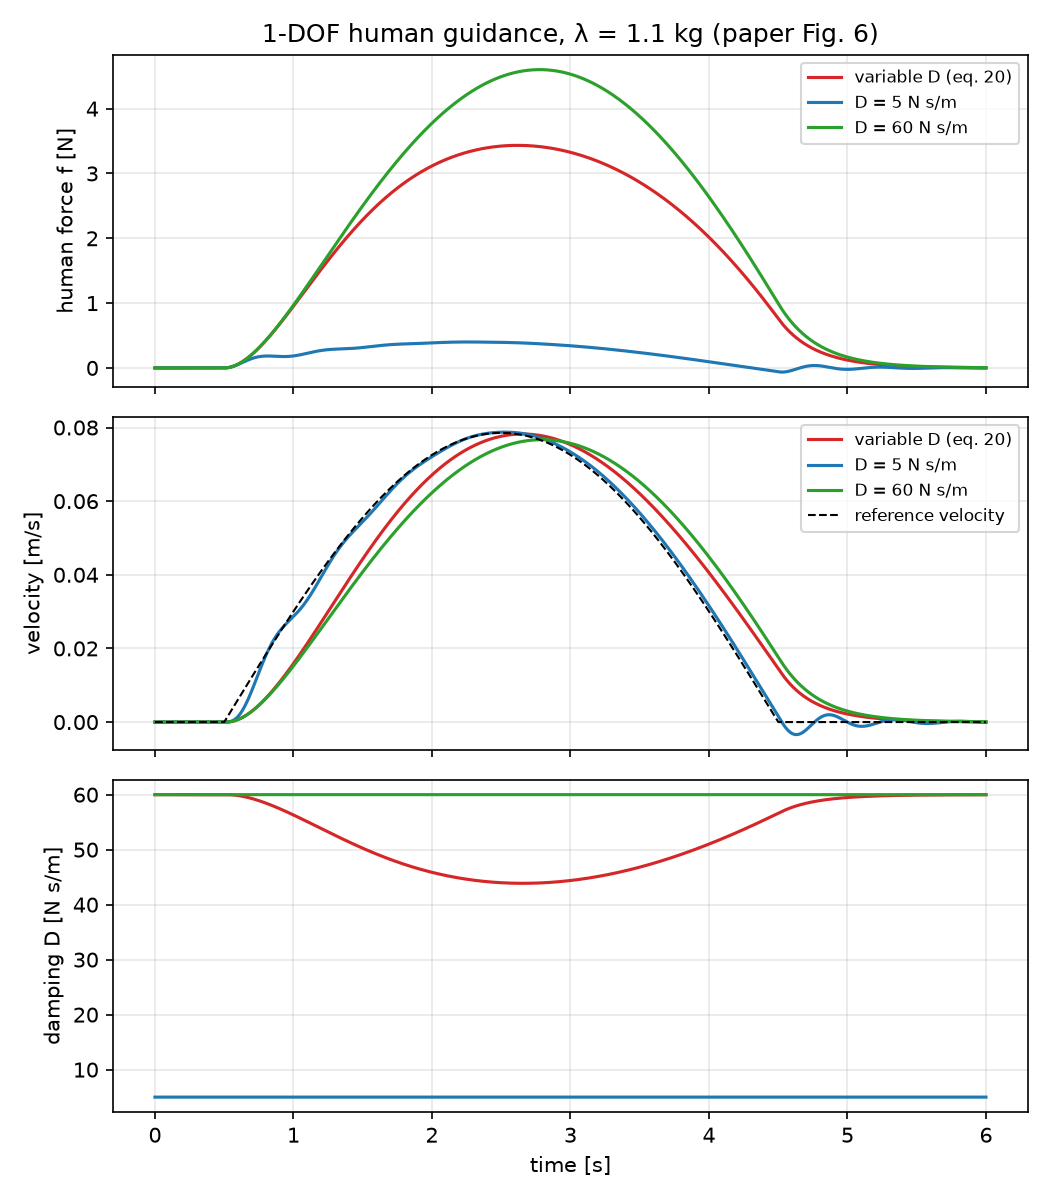 1-DOF human guidance, λ = 1.1 kg (paper Fig. 6)
human force f [N]
4
3
2
1
0
variable D (eq. 20)
D = 5 N s/m
D = 60 N s/m
velocity [m/s]
0.08
0.06
0.04
0.02
0.00
variable D (eq. 20)
D = 5 N s/m
D = 60 N s/m
reference velocity
damping D [N s/m]
60
50
40
30
20
10
0 1 2 3 4 5 6
time [s]